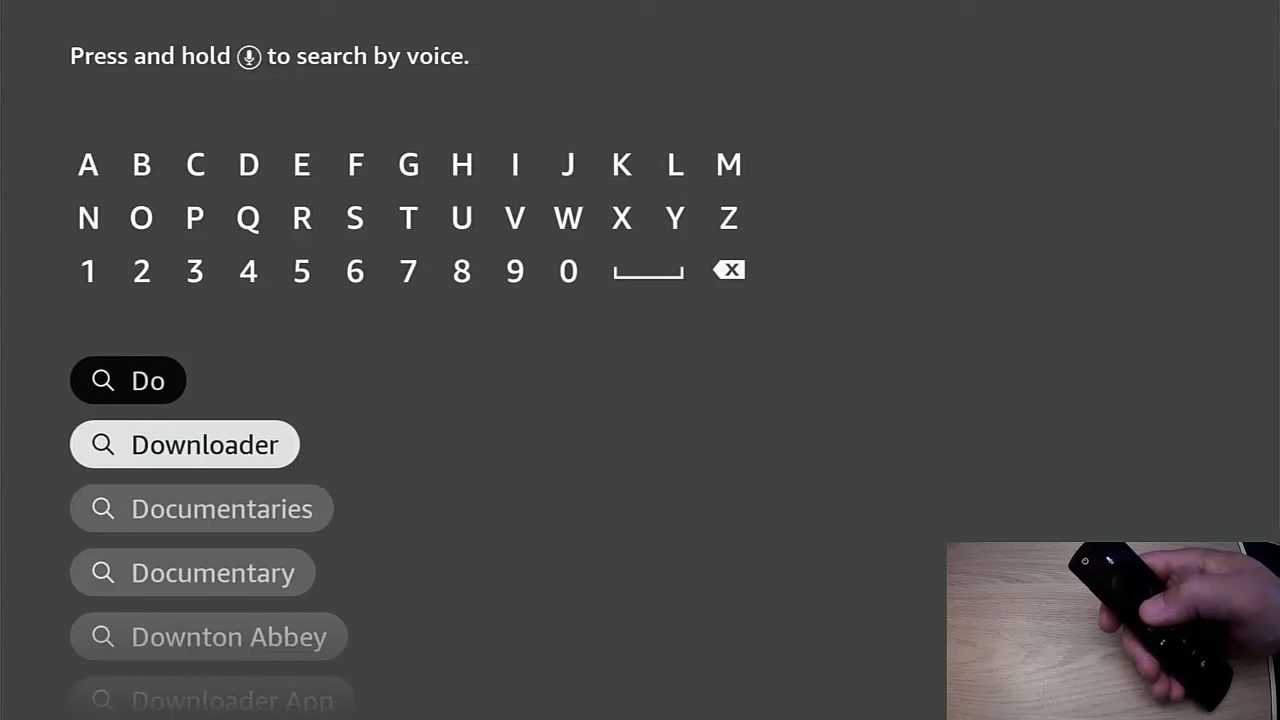 Press and hold to search by voice.
A B C D E F G H I J K L M
N O P Q R S T U V W X Y Z
1 2 3 4 5 6 7 8 9 0
Do
Downloader
Documentaries
Documentary
Downton Abbey
Downloader App